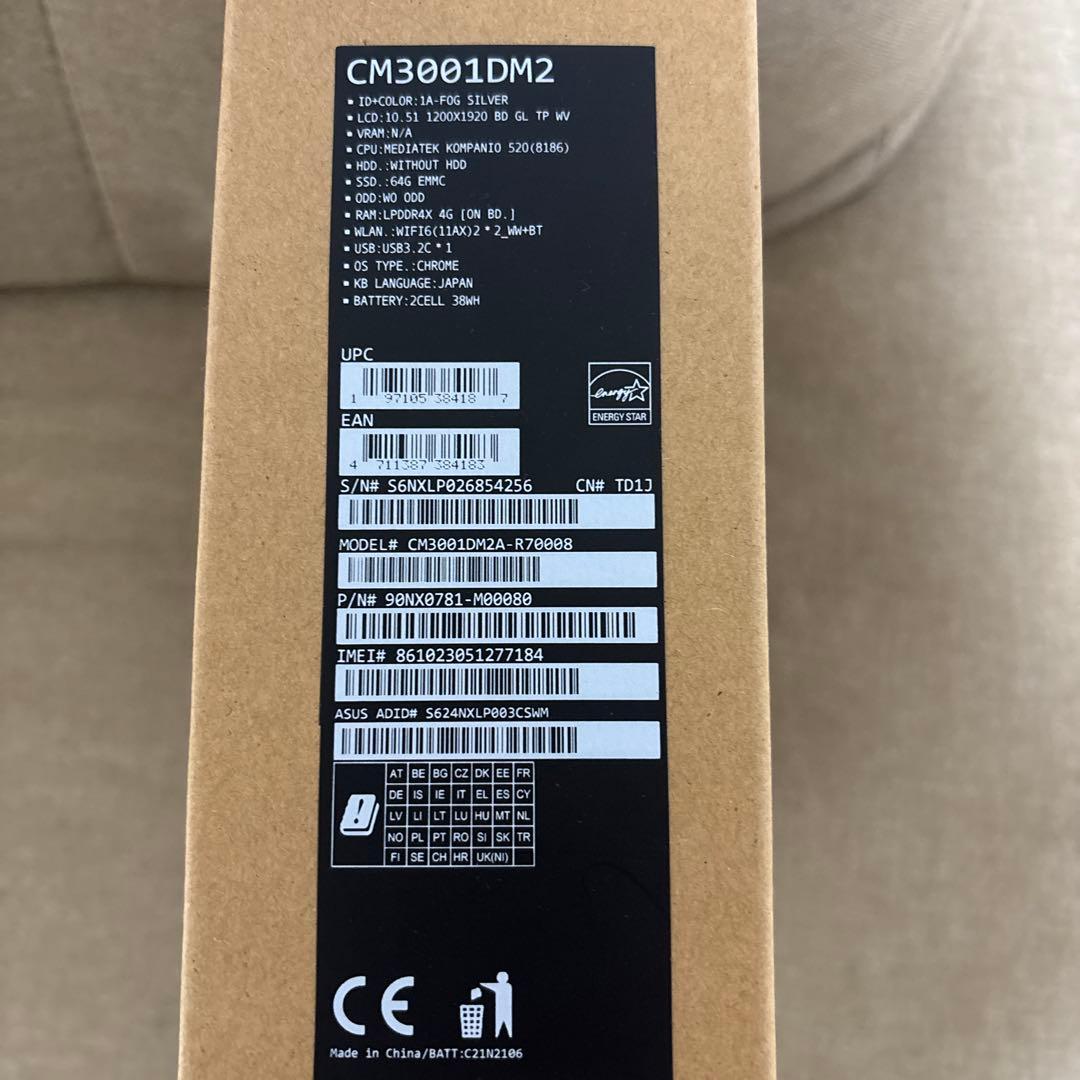 CM3001DM2
▪ ID+COLOR:1A-FOG SILVER
▪ LCD:10.51 1200X1920 BD GL TP WV
▪ VRAM:N/A
▪ CPU:MEDIATEK KOMPANIO 520(8186)
▪ HDD.:WITHOUT HDD
▪ SSD.:64G EMMC
▪ ODD:WO ODD
▪ RAM:LPDDR4X 4G [ON BD.]
▪ WLAN.:WIFI6(11AX)2*2_WW+BT
▪ USB:USB3.2C*1
▪ OS TYPE.:CHROME
▪ KB LANGUAGE:JAPAN
▪ BATTERY:2CELL 38WH
UPC
1 97105 38418 7
energy
ENERGY STAR
EAN
4 711387 384183
S/N# S6NXLP026854256 CN# TD1J
MODEL# CM3001DM2A-R70008
P/N# 90NX0781-M00080
IMEI# 861023051277184
ASUS ADID# S624NXLP003CSWM
AT BE BG CZ DK EE FR
DE IS IE IT EL ES CY
LV LI LT LU HU MT NL
NO PL PT RO SI SK TR
FI SE CH HR UK(NI)
CE
Made in China/BATT:C21N2106